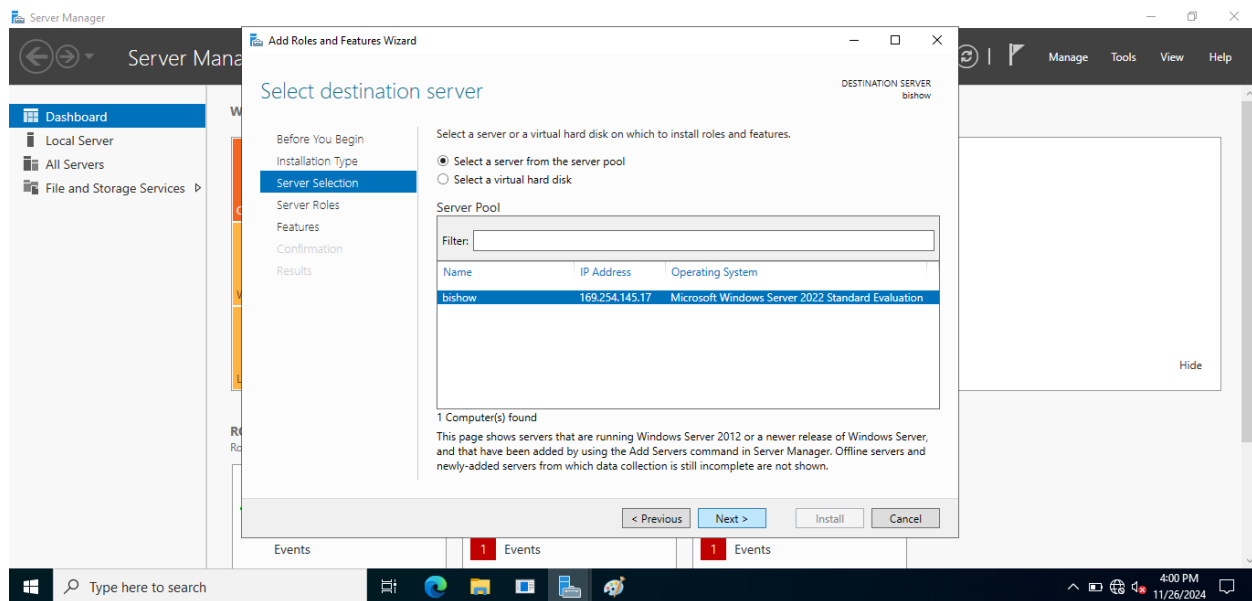 Server Manager
Server Mana
Manage Tools View Help
Dashboard
Local Server
All Servers
File and Storage Services
W
Hide
Add Roles and Features Wizard
Select destination server
DESTINATION SERVER
bishow
Before You Begin
Installation Type
Server Selection
Server Roles
Features
Confirmation
Results
Select a server or a virtual hard disk on which to install roles and features.
Select a server from the server pool
Select a virtual hard disk
Server Pool
Filter:
Name IP Address Operating System
bishow 169.254.145.17 Microsoft Windows Server 2022 Standard Evaluation
1 Computer(s) found
This page shows servers that are running Windows Server 2012 or a newer release of Windows Server,
and that have been added by using the Add Servers command in Server Manager. Offline servers and
newly-added servers from which data collection is still incomplete are not shown.
< Previous Next > Install Cancel
Events 1 Events 1 Events
Type here to search
4:00 PM
11/26/2024